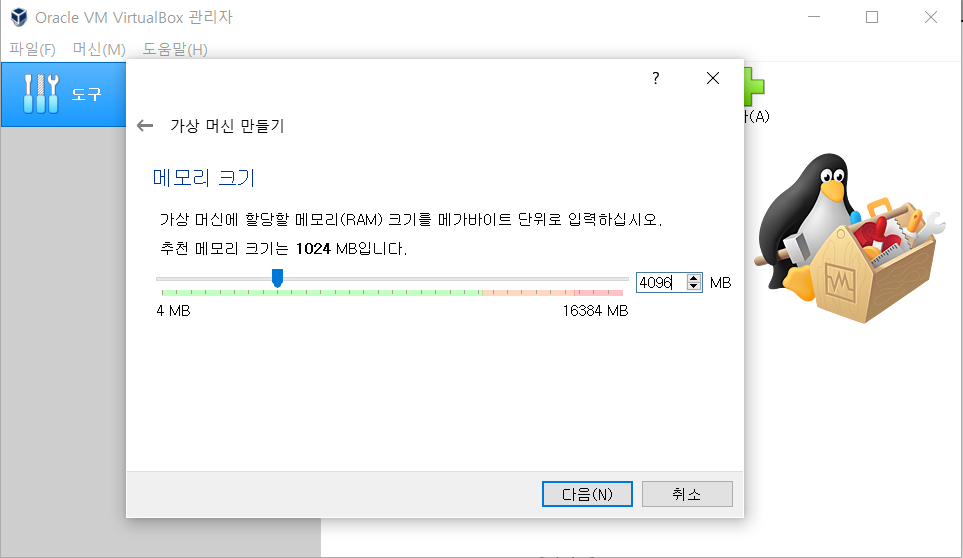 Oracle VM VirtualBox 관리자
파일(F) 머신(M) 도움말(H)
도구
(A)
?
가상 머신 만들기
메모리 크기
가상 머신에 할당할 메모리(RAM) 크기를 메가바이트 단위로 입력하십시오.
추천 메모리 크기는 1024 MB입니다.
4096 MB
4 MB 16384 MB
다음(N) 취소